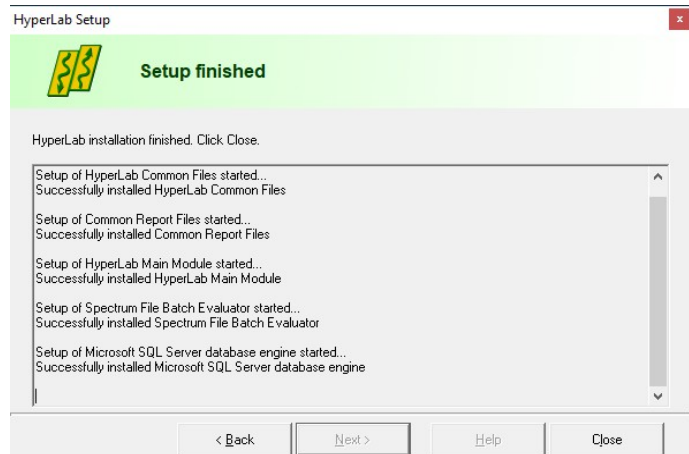 HyperLab Setup
x
Setup finished
HyperLab installation finished. Click Close.
Setup of HyperLab Common Files started...
Successfully installed HyperLab Common Files
Setup of Common Report Files started...
Successfully installed Common Report Files
Setup of HyperLab Main Module started...
Successfully installed HyperLab Main Module
Setup of Spectrum File Batch Evaluator started...
Successfully installed Spectrum File Batch Evaluator
Setup of Microsoft SQL Server database engine started...
Successfully installed Microsoft SQL Server database engine
< Back
Next >
Help
Close